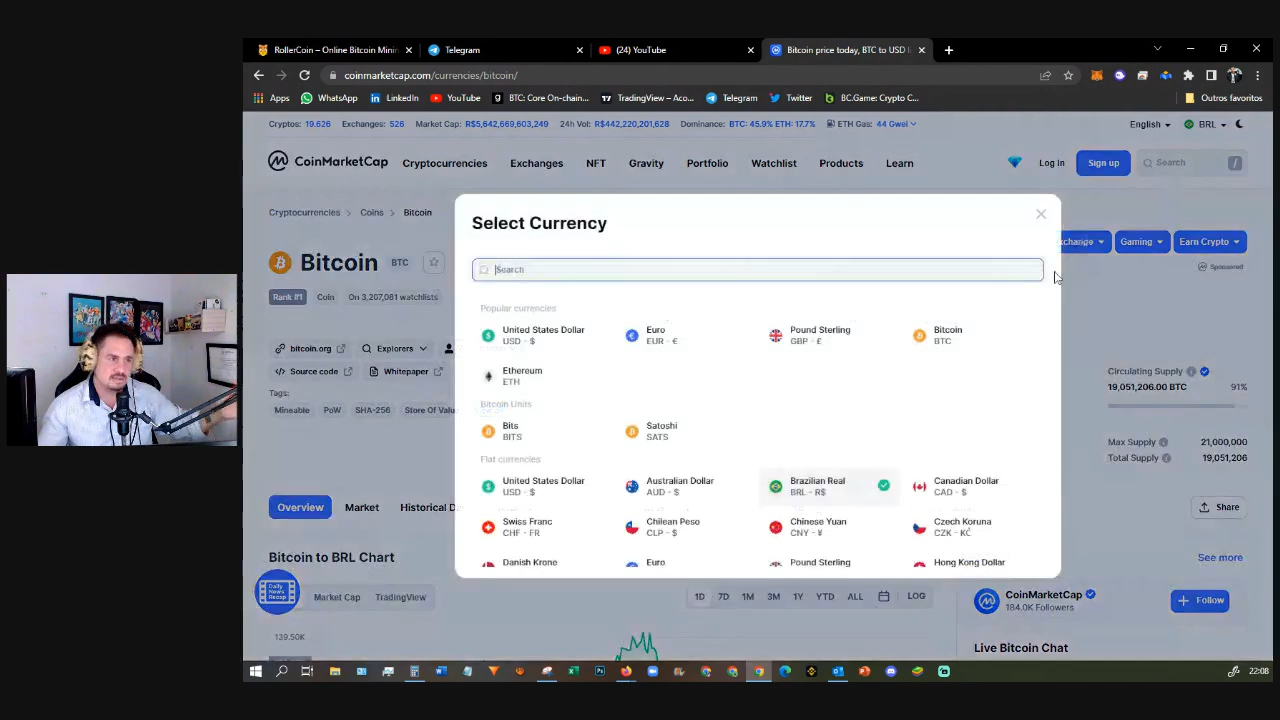 RollerCoin – Online Bitcoin Minin
Telegram
(24) YouTube
Bitcoin price today, BTC to USD l
coinmarketcap.com/currencies/bitcoin/
Apps
WhatsApp
LinkedIn
YouTube
BTC: Core On-chain...
TradingView – Aco...
Telegram
Twitter
BC.Game: Crypto C...
Outros favoritos
Cryptos: 19.626 Exchanges: 526 Market Cap: R$5,642,669,603,249 24h Vol: R$442,220,201,628 Dominance: BTC: 45.9% ETH: 17.7% ETH Gas: 44 Gwei
English
BRL
CoinMarketCap
Cryptocurrencies
Exchanges
NFT
Gravity
Portfolio
Watchlist
Products
Learn
Log In
Sign up
Search
/
Cryptocurrencies > Coins > Bitcoin
Select Currency
Search
Bitcoin
BTC
Rank #1
Coin
On 3,207,081 watchlists
bitcoin.org
Explorers
Source code
Whitepaper
Tags:
Mineable
PoW
SHA-256
Store Of Valu
xchange
Gaming
Earn Crypto
Sponsored
Popular currencies
United States Dollar
USD - $
Euro
EUR - €
Pound Sterling
GBP - £
Bitcoin
BTC
Ethereum
ETH
Bitcoin Units
Bits
BITS
Satoshi
SATS
Fiat currencies
United States Dollar
USD - $
Australian Dollar
AUD - $
Brazilian Real
BRL - R$
Canadian Dollar
CAD - $
Swiss Franc
CHF - FR
Chilean Peso
CLP - $
Chinese Yuan
CNY - ¥
Czech Koruna
CZK - KČ
Danish Krone
Euro
Pound Sterling
Hong Kong Dollar
Circulating Supply
19,051,206.00 BTC
91%
Max Supply
21,000,000
Total Supply
19,051,206
Overview
Market
Historical D
Share
Bitcoin to BRL Chart
See more
Daily
News
Recap
Market Cap
TradingView
1D
7D
1M
3M
1Y
YTD
ALL
LOG
139.50K
CoinMarketCap
184.0K Followers
Follow
Live Bitcoin Chat
22:08